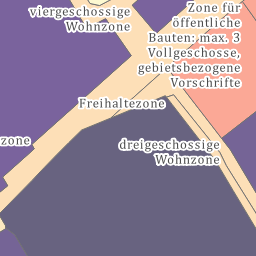 viergeschossige
Wohnzone
Zone für
öffentliche
Bauten: max. 3
Vollgeschosse,
gebietsbezogene
Vorschrifte
Freihaltezone
zone
dreigeschossige
Wohnzone